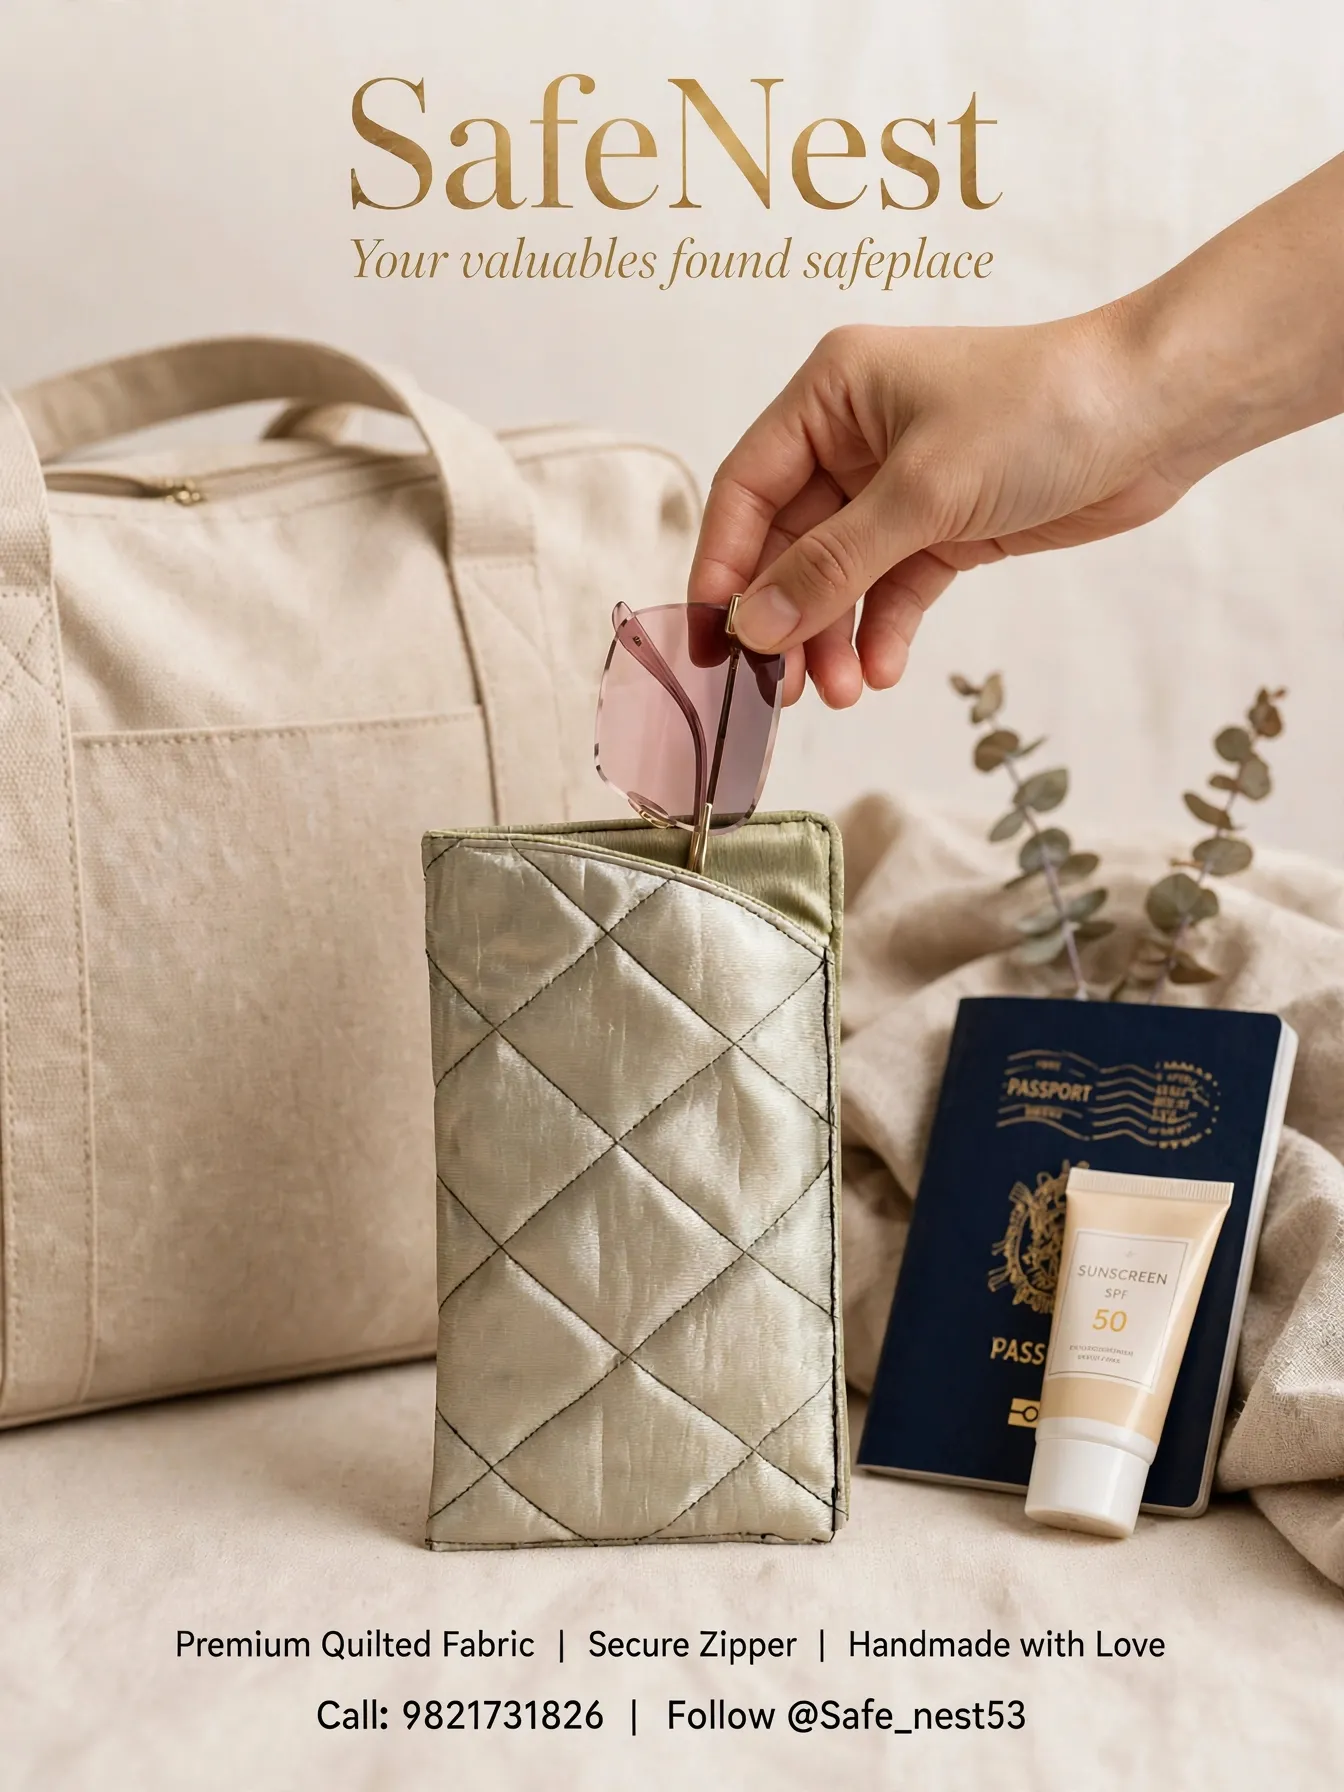 SafeNest
Your valuables found safeplace
PASSPORT
PASS
SUNSCREEN
SPF
50
Premium Quilted Fabric | Secure Zipper | Handmade with Love
Call: 9821731826 | Follow @Safe_nest53